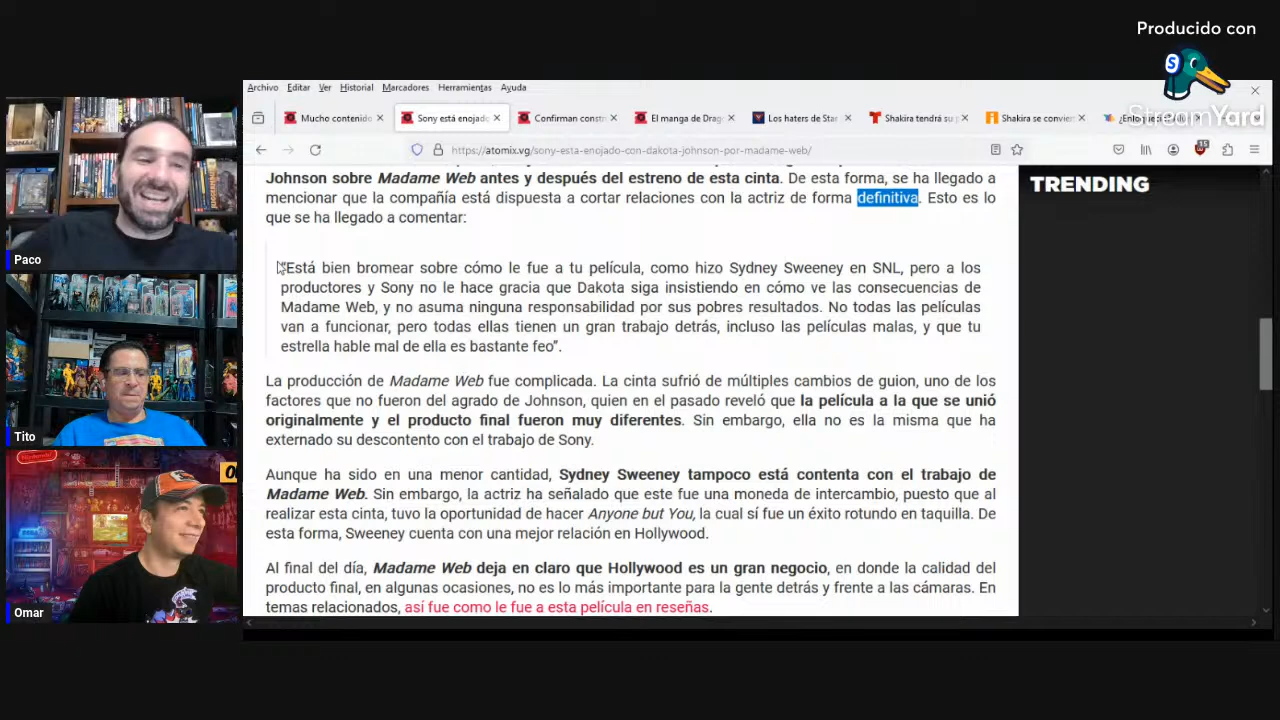 Producido con
S
StreamYard
Archivo Editar Ver Historial Marcadores Herramientas Ayuda
Mucho contenido
Sony está enojado
Confirman constr
El manga de Drag
Los haters de Star
Shakira tendrá su p
Shakira se convier
https://atomix.vg/sony-esta-enojado-con-dakota-johnson-por-madame-web/
Johnson sobre Madame Web antes y después del estreno de esta cinta. De esta forma, se ha llegado a
mencionar que la compañía está dispuesta a cortar relaciones con la actriz de forma definitiva. Esto es lo
que se ha llegado a comentar:
“Está bien bromear sobre cómo le fue a tu película, como hizo Sydney Sweeney en SNL, pero a los
productores y Sony no le hace gracia que Dakota siga insistiendo en cómo ve las consecuencias de
Madame Web, y no asuma ninguna responsabilidad por sus pobres resultados. No todas las películas
van a funcionar, pero todas ellas tienen un gran trabajo detrás, incluso las películas malas, y que tu
estrella hable mal de ella es bastante feo”.
La producción de Madame Web fue complicada. La cinta sufrió de múltiples cambios de guion, uno de los
factores que no fueron del agrado de Johnson, quien en el pasado reveló que la película a la que se unió
originalmente y el producto final fueron muy diferentes. Sin embargo, ella no es la misma que ha
externado su descontento con el trabajo de Sony.
Aunque ha sido en una menor cantidad, Sydney Sweeney tampoco está contenta con el trabajo de
Madame Web. Sin embargo, la actriz ha señalado que este fue una moneda de intercambio, puesto que al
realizar esta cinta, tuvo la oportunidad de hacer Anyone but You, la cual sí fue un éxito rotundo en taquilla. De
esta forma, Sweeney cuenta con una mejor relación en Hollywood.
Al final del día, Madame Web deja en claro que Hollywood es un gran negocio, en donde la calidad del
producto final, en algunas ocasiones, no es lo más importante para la gente detrás y frente a las cámaras. En
temas relacionados, así fue como le fue a esta película en reseñas.
TRENDING
CONAN
Paco
Tito
Omar